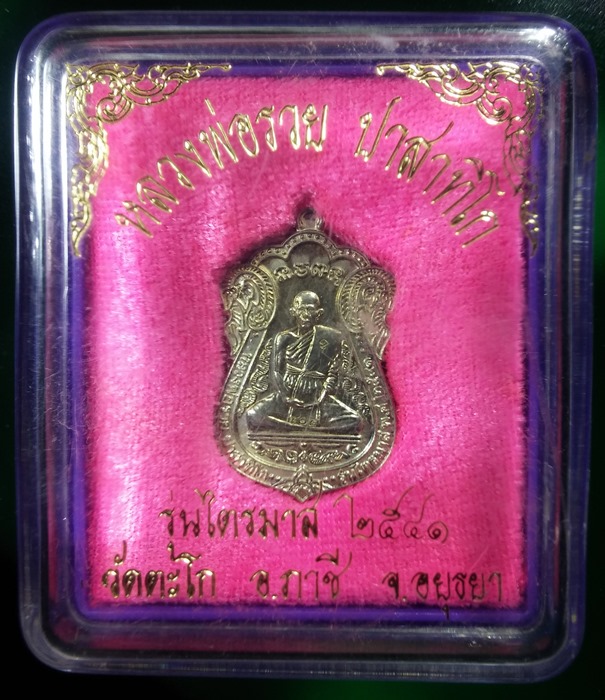 หลวงพ่อรวย ปาสาทิโก
รุ่นไตรมาส ๒๕๔๑
วัดตะโก อ.ภาชี จ.อยุธยา